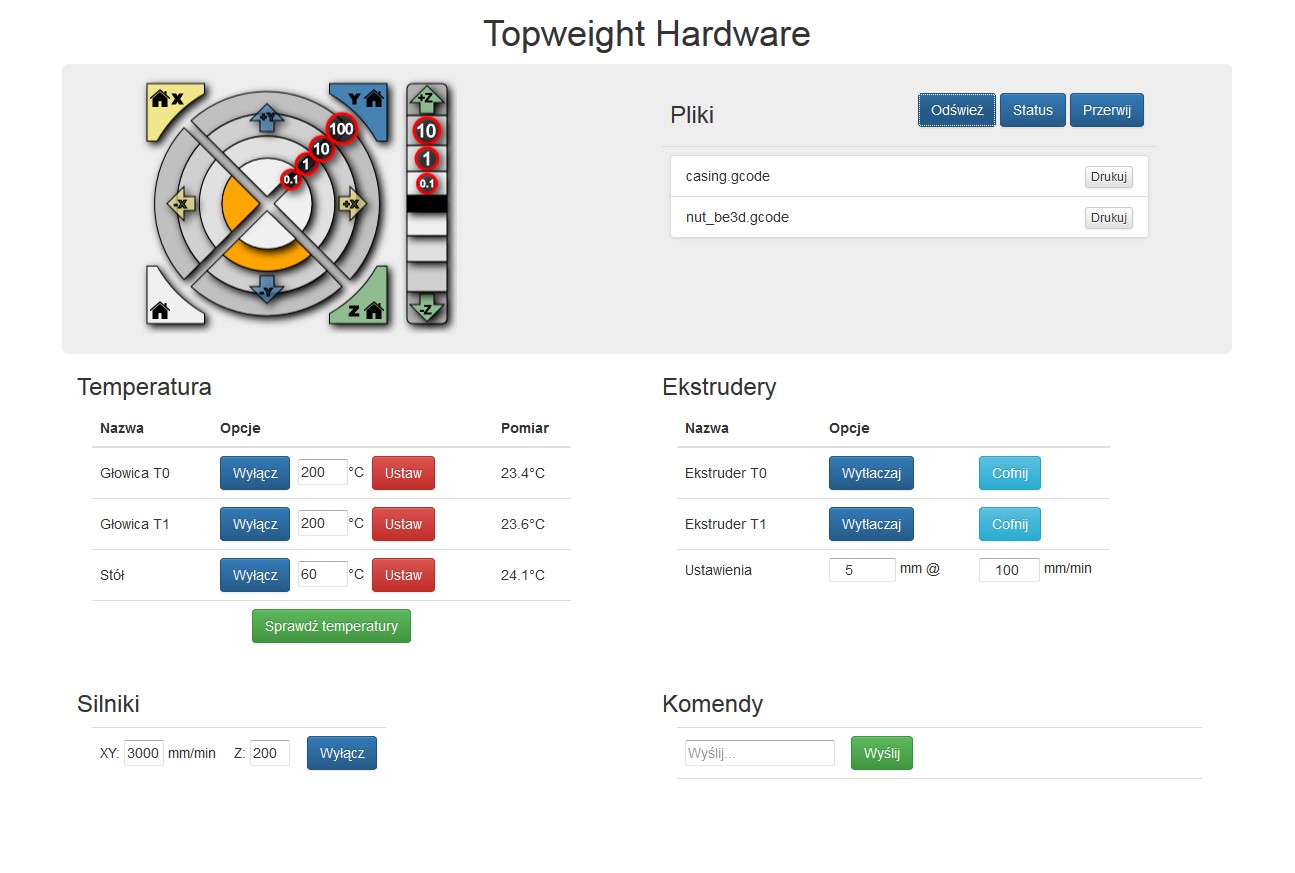 Topweight Hardware
X
Y
+Y
100
10
1
0.1
-X
+X
-Y
Z
+Z
10
1
0.1
-Z
Pliki
Odśwież Status Przerwij
casing.gcode Drukuj
nut_be3d.gcode Drukuj
Temperatura
Nazwa Opcje Pomiar
Głowica T0 Wyłącz 200 °C Ustaw 23.4°C
Głowica T1 Wyłącz 200 °C Ustaw 23.6°C
Stół Wyłącz 60 °C Ustaw 24.1°C
Sprawdź temperatury
Ekstrudery
Nazwa Opcje
Ekstruder T0 Wytłaczaj Cofnij
Ekstruder T1 Wytłaczaj Cofnij
Ustawienia 5 mm @ 100 mm/min
Silniki
XY: 3000 mm/min Z: 200 Wyłącz
Komendy
Wyślij... Wyślij